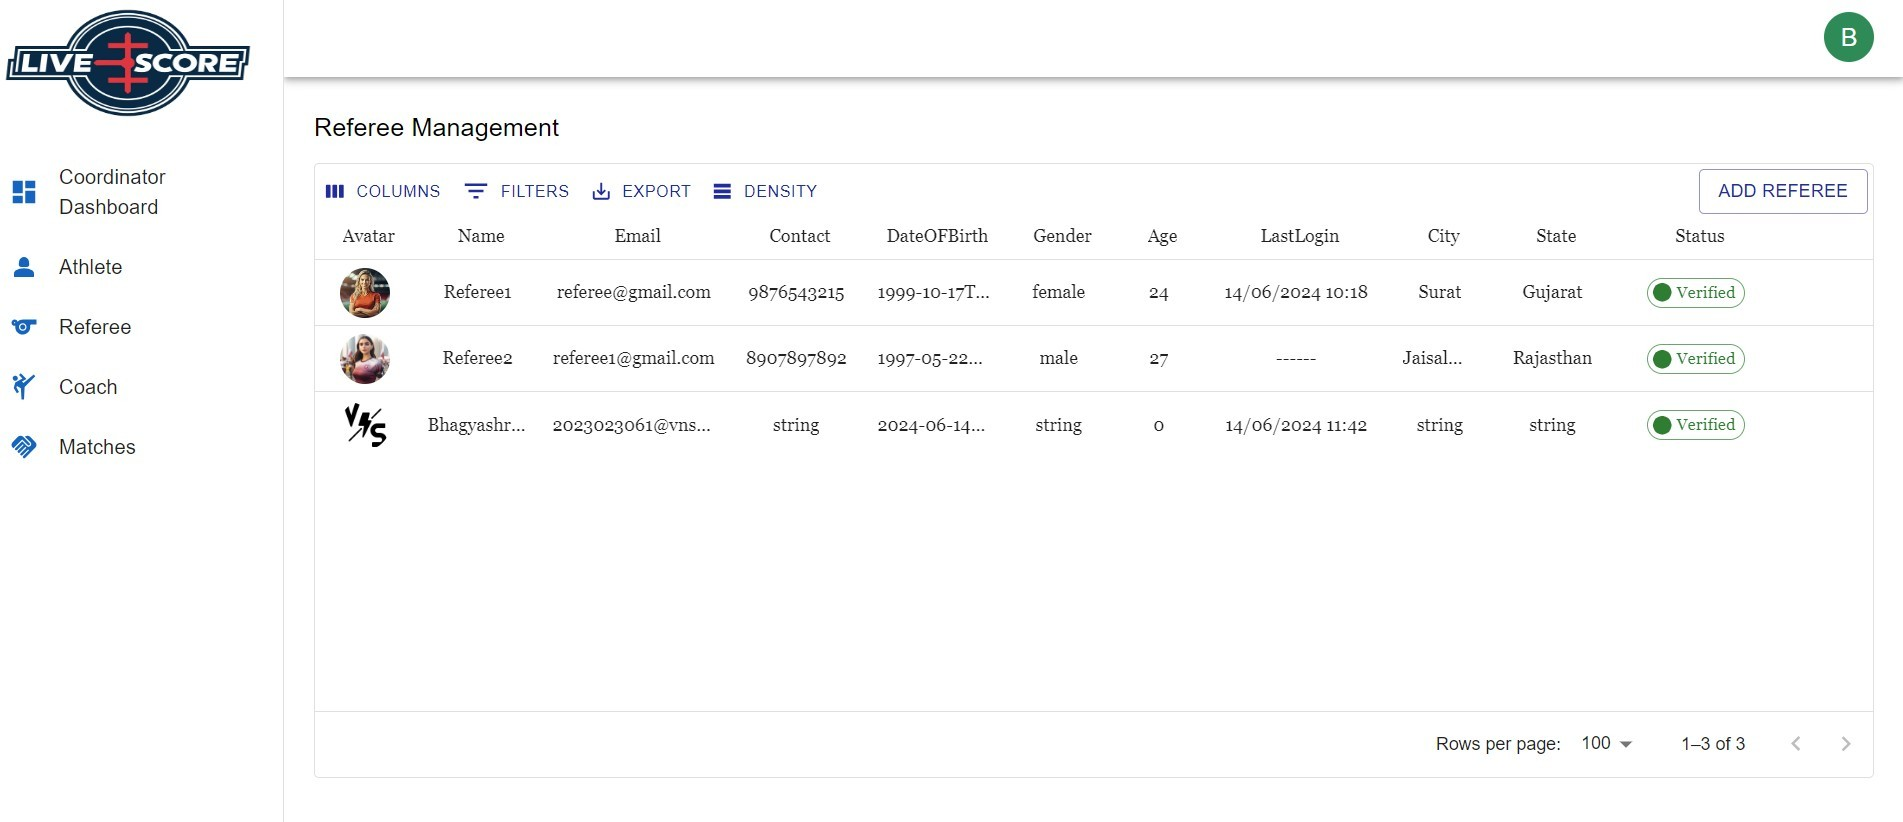 LIVE SCORE
B
Coordinator
Dashboard
Athlete
Referee
Coach
Matches
Referee Management
COLUMNS FILTERS EXPORT DENSITY ADD REFEREE
Avatar Name Email Contact DateOFBirth Gender Age LastLogin City State Status
Referee1 referee@gmail.com 9876543215 1999-10-17T... female 24 14/06/2024 10:18 Surat Gujarat Verified
Referee2 referee1@gmail.com 8907897892 1997-05-22... male 27 ------ Jaisal... Rajasthan Verified
VS Bhagyashr... 2023023061@vns... string 2024-06-14... string 0 14/06/2024 11:42 string string Verified
Rows per page: 100 1–3 of 3